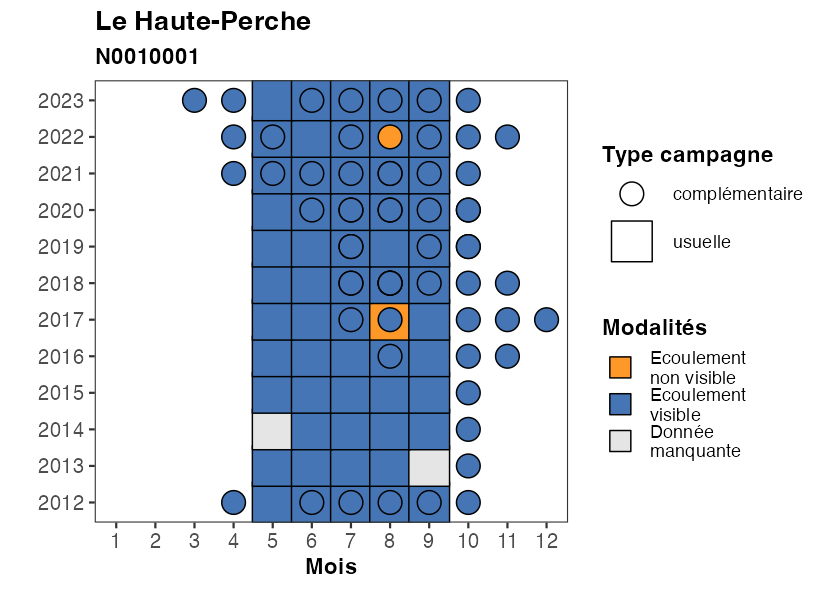 Le Haute-Perche
N0010001
2023
2022
2021
2020
2019
2018
2017
2016
2015
2014
2013
2012
1 2 3 4 5 6 7 8 9 10 11 12
Mois
Type campagne
complémentaire
usuelle
Modalités
Ecoulement
non visible
Ecoulement
visible
Donnée
manquante